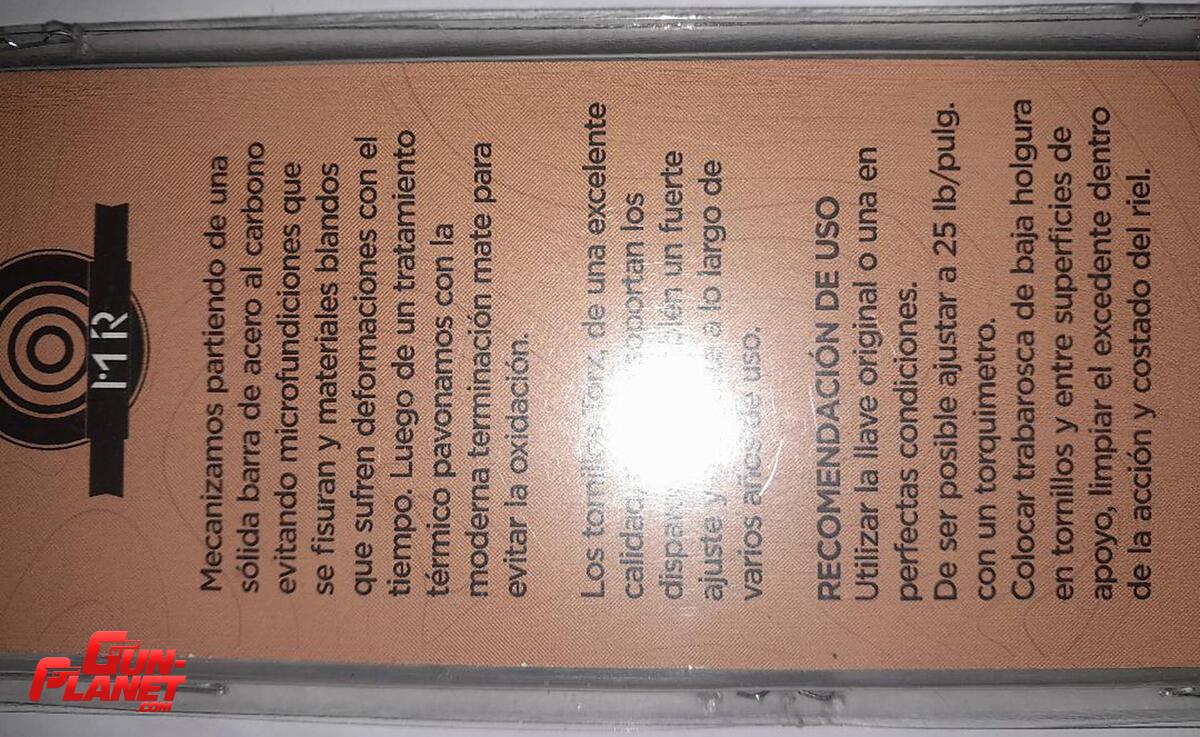 MR
Mecanizamos partiendo de una
sólida barra de acero al carbono
evitando microfundiciones que
se fisuran y materiales blandos
que sufren deformaciones con el
tiempo. Luego de un tratamiento
térmico pavonamos con la
moderna terminación mate para
evitar la oxidación.
Los tornillos Torx, de una excelente
calidad, soportan los
un fuerte
ajuste y a lo largo de
varios años de uso.
RECOMENDACIÓN DE USO
Utilizar la llave original o una en
perfectas condiciones.
De ser posible ajustar a 25 lb/pulg.
con un torquimetro.
Colocar trabarosca de baja holgura
en tornillos y entre superficies de
apoyo, limpiar el excedente dentro
de la acción y costado del riel.
GUN-
PLANET
.COM